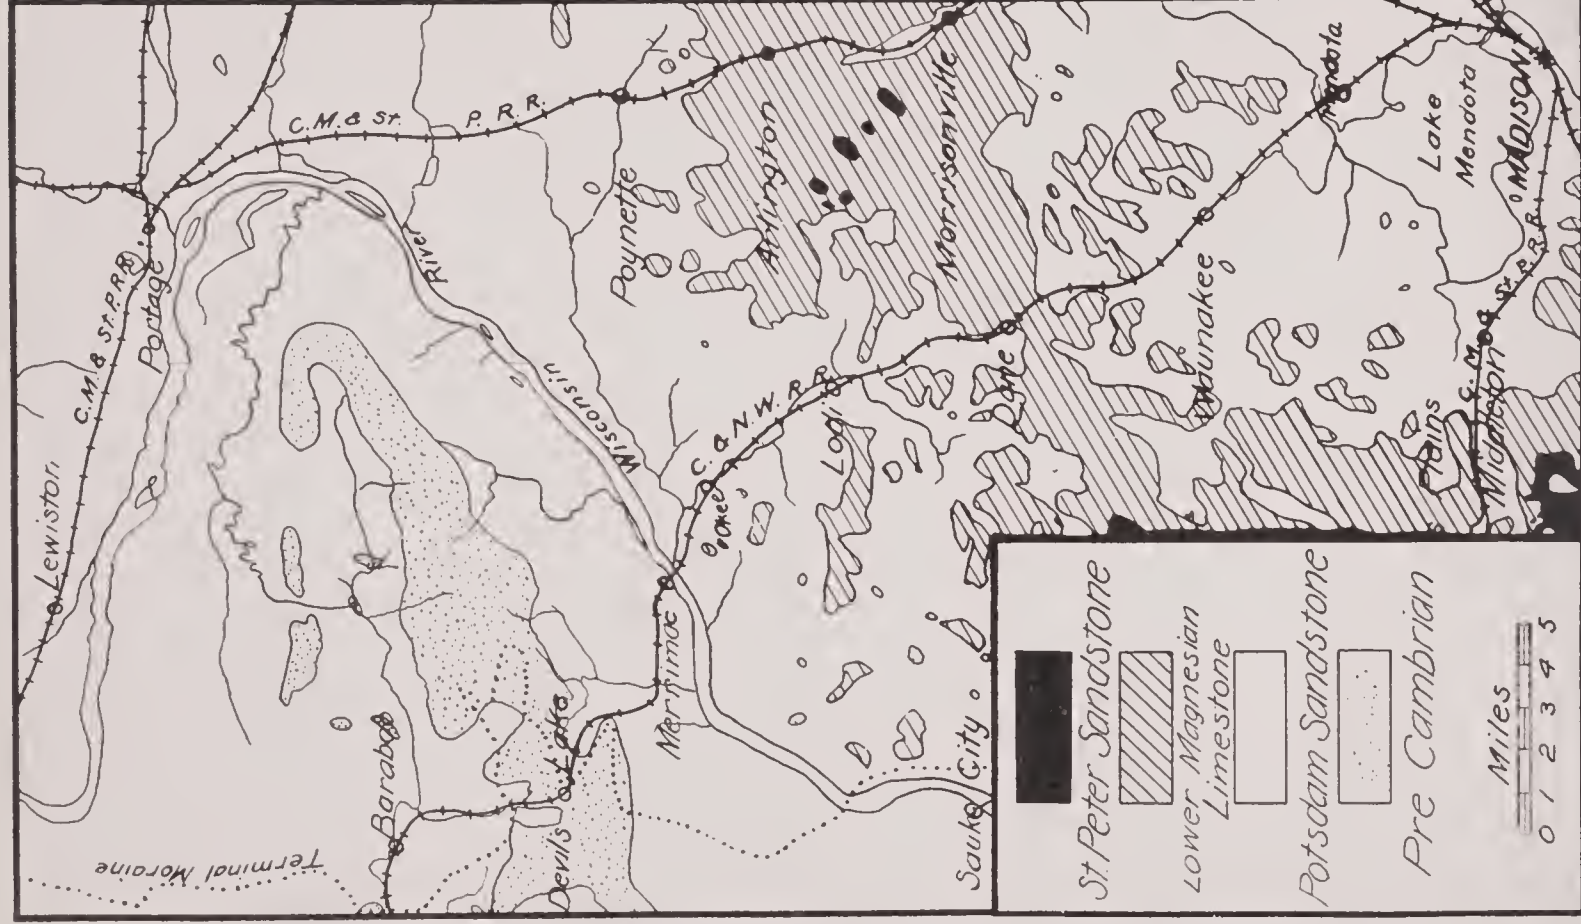 Lewiston
C.M. & St. P. R.R.
Portage
C.M. & St.
P. R. R.
Wisconsin
River
Poynette
Arlington
Morrisonville
Baraboo
Devils Lake
Merrimac
Okee
C. & N.W. R.R.
Lodi
Dane
Waunakee
Mendota
Lake
Mendota
MADISON
C. M. & St. P. R. R.
Middleton
Plains
Sauk City
Terminal Moraine
St. Peter Sandstone
Lower Magnesian
Limestone
Potsdam Sandstone
Pre Cambrian
Miles
0 1 2 3 4 5